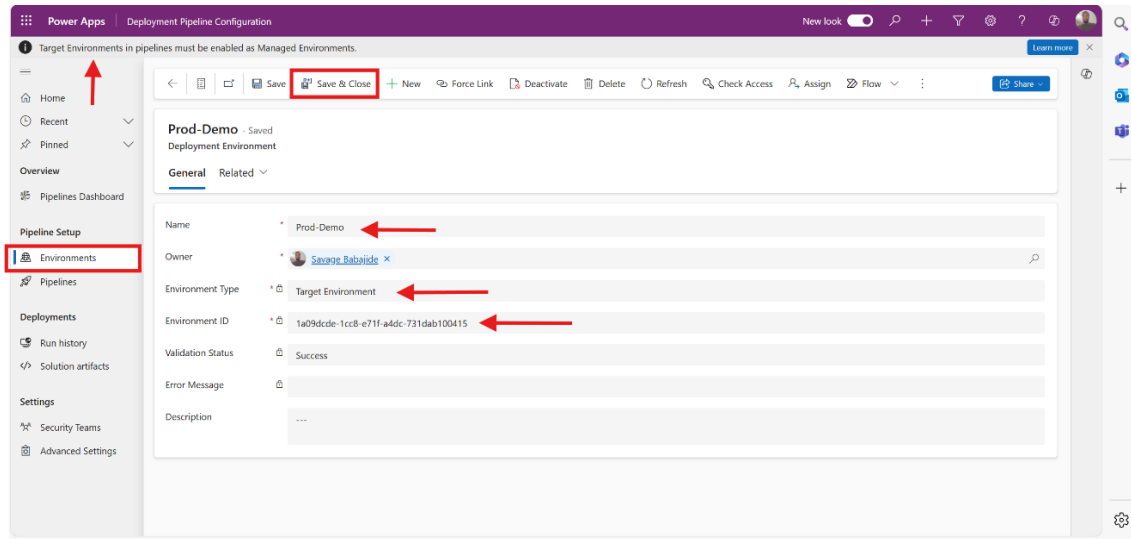 Power Apps Deployment Pipeline Configuration New look
Target Environments in pipelines must be enabled as Managed Environments. Learn more
Save Save & Close New Force Link Deactivate Delete Refresh Check Access Assign Flow Share
Home
Recent
Pinned
Overview
Pipelines Dashboard
Pipeline Setup
Environments
Pipelines
Deployments
Run history
Solution artifacts
Settings
Security Teams
Advanced Settings
Prod-Demo - Saved
Deployment Environment
General Related
Name * Prod-Demo
Owner * Savage Babajide
Environment Type * Target Environment
Environment ID * 1a09dcde-1cc8-e71f-a4dc-731dab100415
Validation Status Success
Error Message
Description ---